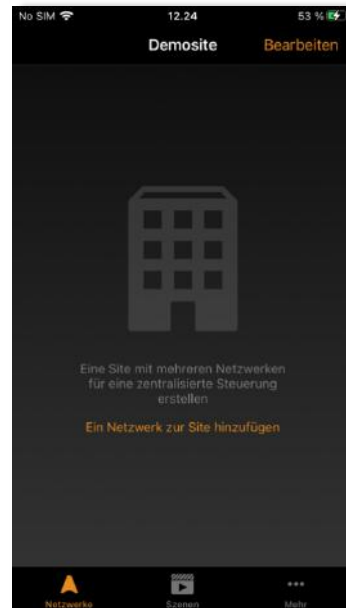 No SIM 12.24 53 %
Demosite Bearbeiten
Eine Site mit mehreren Netzwerken
für eine zentralisierte Steuerung
erstellen
Ein Netzwerk zur Site hinzufügen
Netzwerke Szenen Mehr